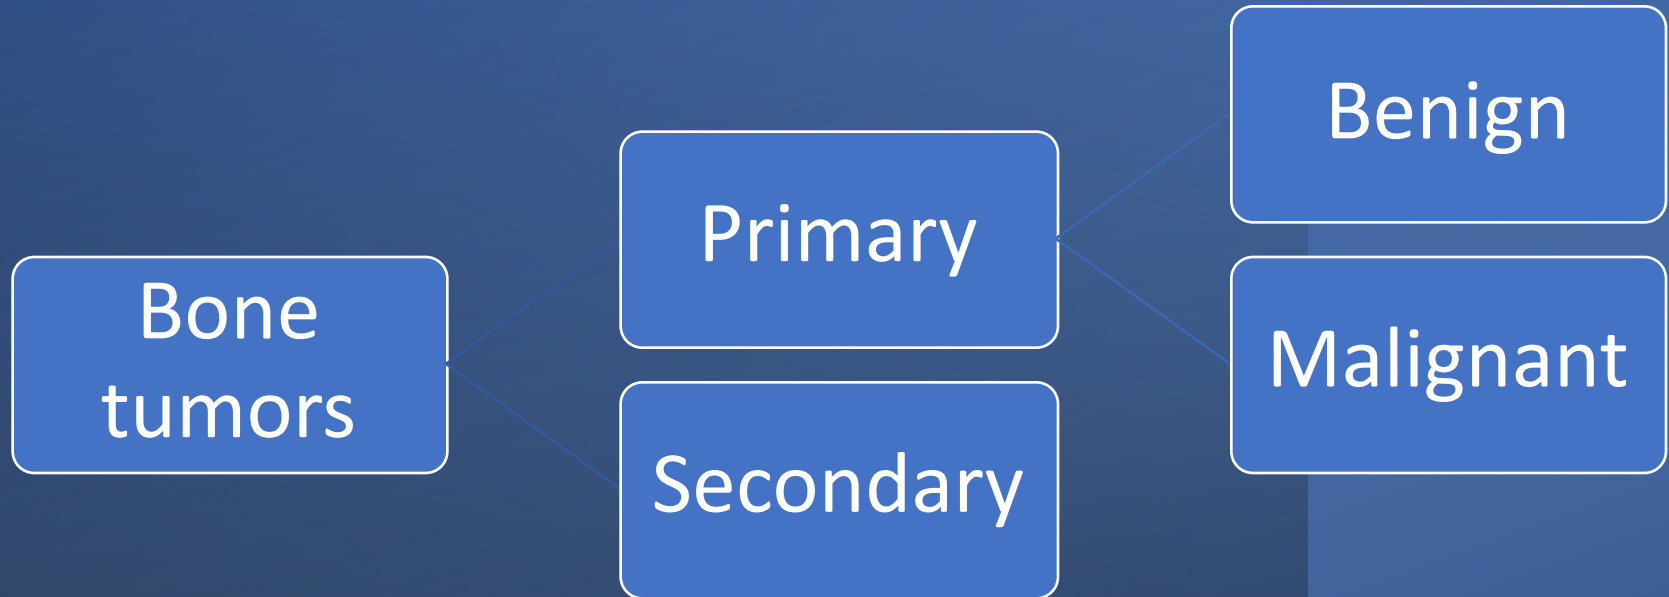 Bone
tumors
Primary
Secondary
Benign
Malignant